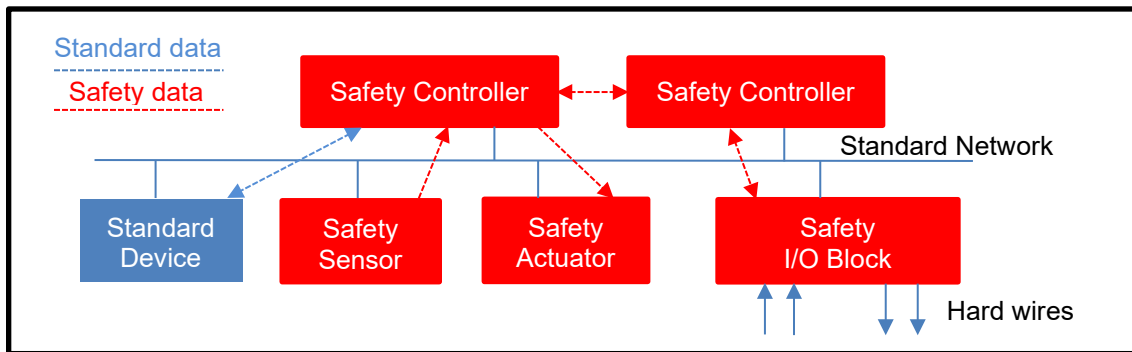 Standard data
Safety data
Safety Controller
Safety Controller
Standard Network
Standard
Device
Safety
Sensor
Safety
Actuator
Safety
I/O Block
Hard wires